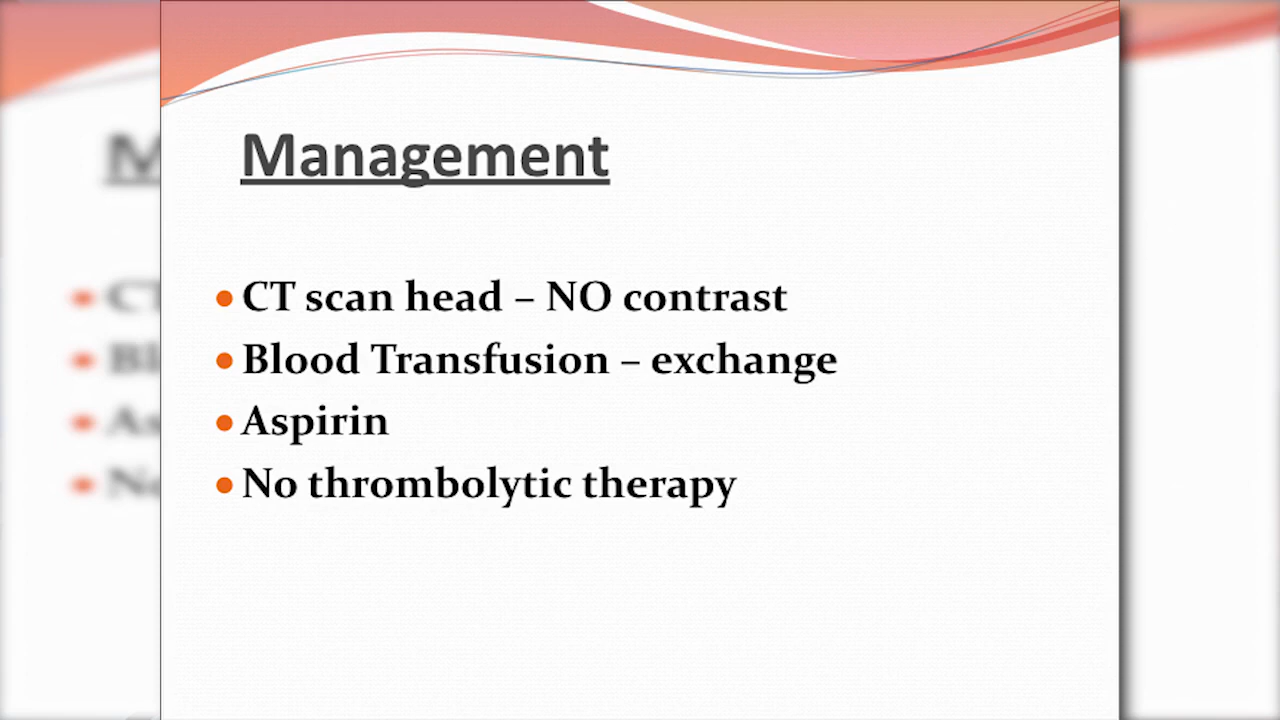 Management
CT scan head – NO contrast
Blood Transfusion – exchange
Aspirin
No thrombolytic therapy